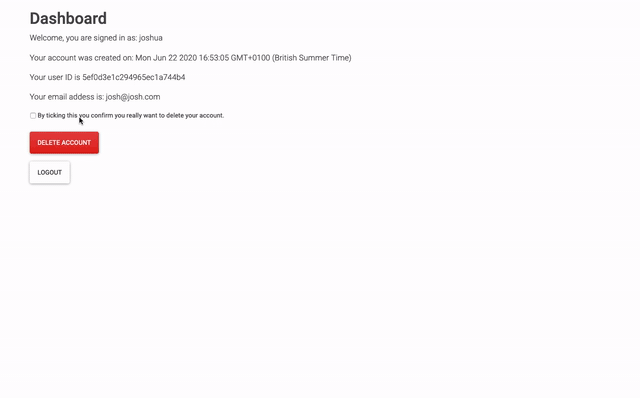 Dashboard
Welcome, you are signed in as: joshua
Your account was created on: Mon Jun 22 2020 16:53:05 GMT+0100 (British Summer Time)
Your user ID is 5ef0d3e1c294965ec1a744b4
Your email addess is: josh@josh.com
By ticking this you confirm you really want to delete your account.
DELETE ACCOUNT
LOGOUT